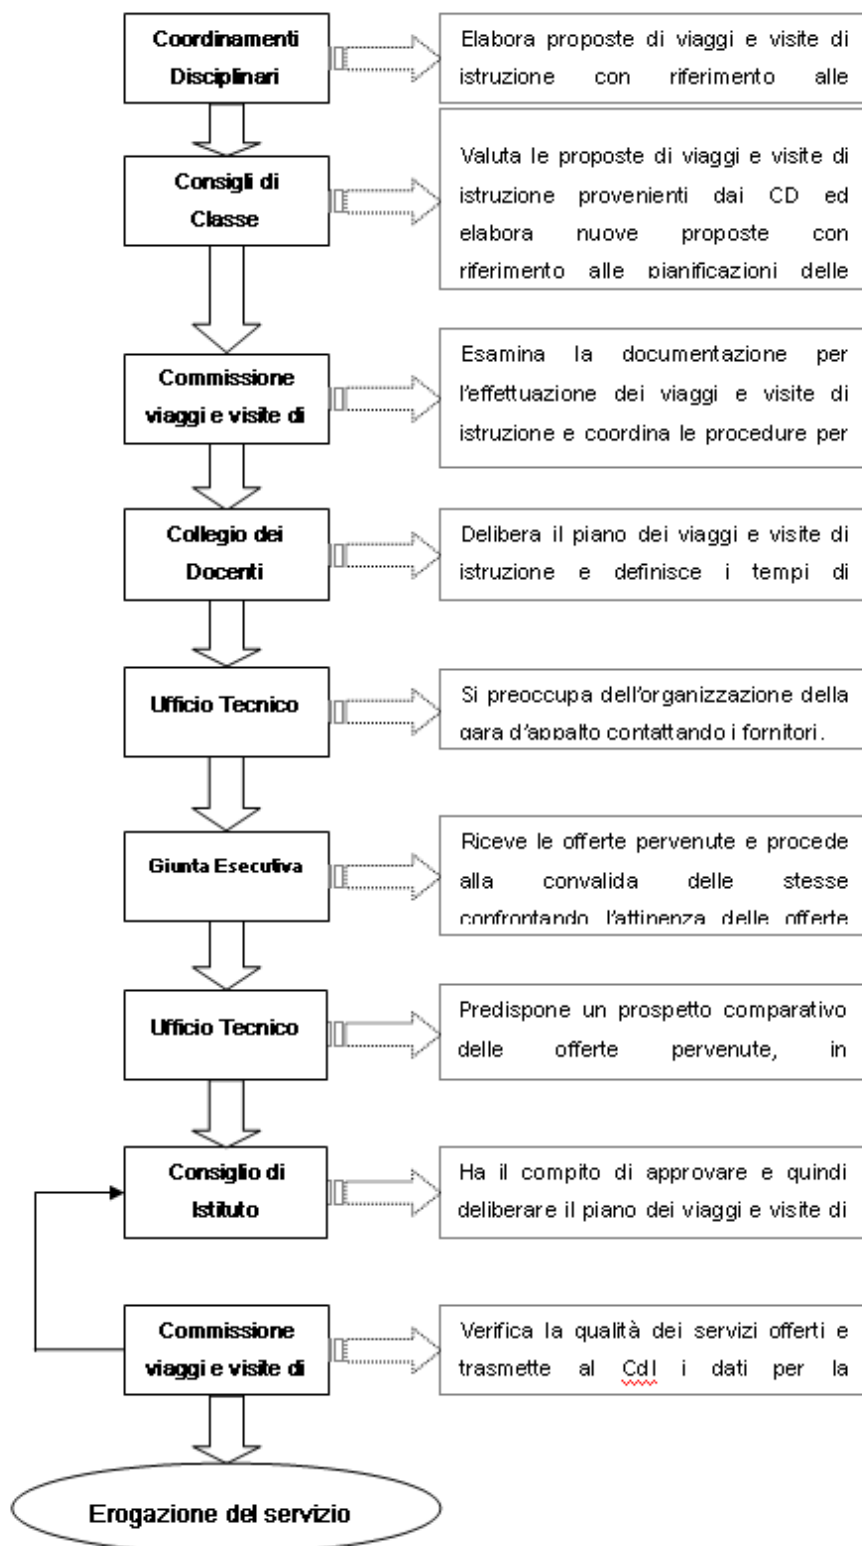 Coordinamenti
Disciplinari
Elabora proposte di viaggi e visite di
istruzione con riferimento alle
Consigli di
Classe
Valuta le proposte di viaggi e visite di
istruzione provenienti dai CD ed
elabora nuove proposte con
riferimento alle pianificazioni delle
Commissione
viaggi e visite di
Esamina la documentazione per
l'effettuazione dei viaggi e visite di
istruzione e coordina le procedure per
Collegio dei
Docenti
Delibera il piano dei viaggi e visite di
istruzione e definisce i tempi di
Ufficio Tecnico
Si preoccupa dell'organizzazione della
gara d'appalto contattando i fornitori.
Giunta Esecutiva
Riceve le offerte pervenute e procede
alla convalida delle stesse
confrontando l'attinenza delle offerte
Ufficio Tecnico
Predispone un prospetto comparativo
delle offerte pervenute, in
Consiglio di
Istituto
Ha il compito di approvare e quindi
deliberare il piano dei viaggi e visite di
Commissione
viaggi e visite di
Verifica la qualità dei servizi offerti e
trasmette al CdI i dati per la
Erogazione del servizio